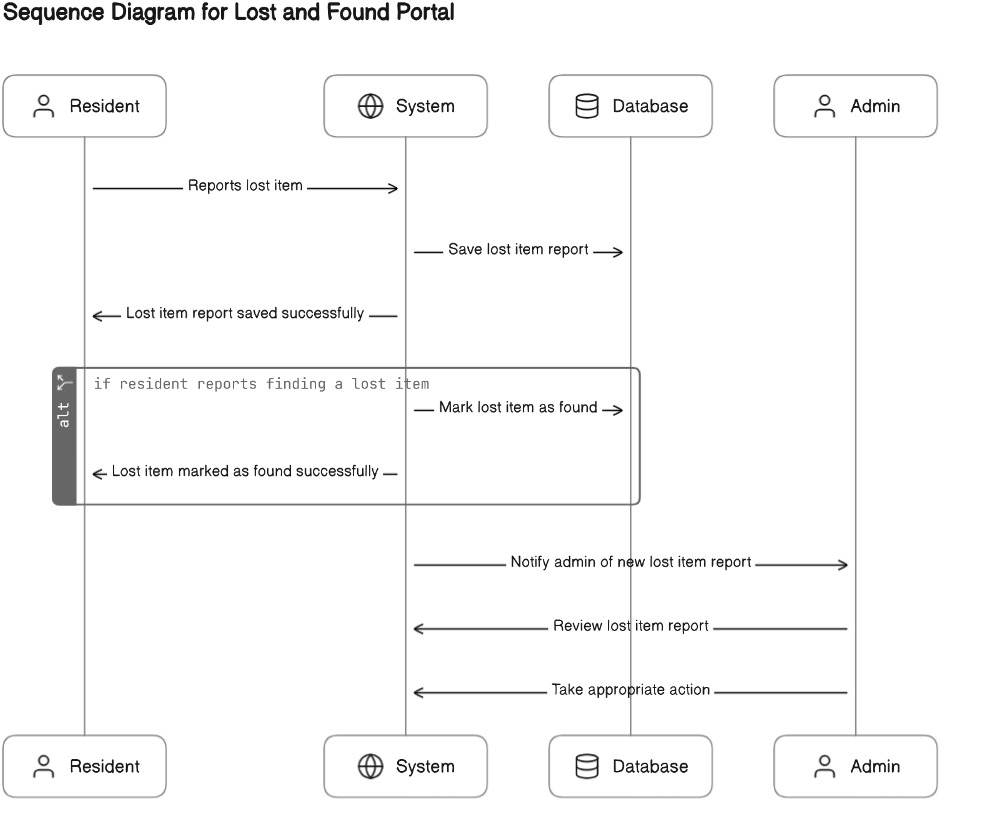 Sequence Diagram for Lost and Found Portal
Resident
System
Database
Admin
Reports lost item
Save lost item report
Lost item report saved successfully
alt
if resident reports finding a lost item
Mark lost item as found
Lost item marked as found successfully
Notify admin of new lost item report
Review lost item report
Take appropriate action
Resident
System
Database
Admin